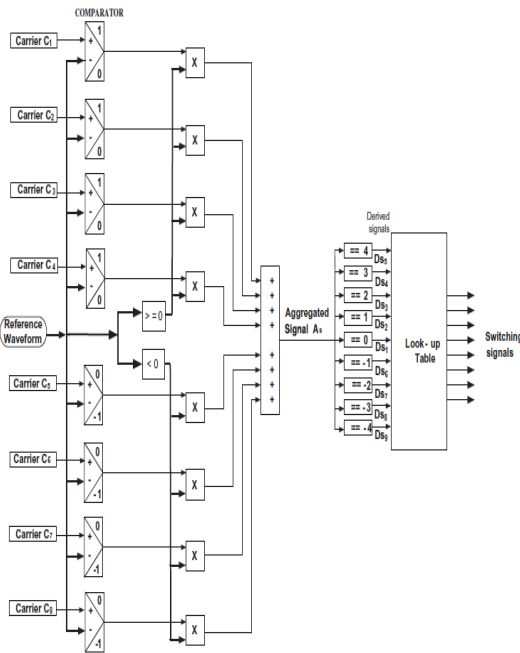 COMPARATOR
Carrier C1
+
-
1
0
X
Carrier C2
+
-
1
0
X
Carrier C3
+
-
1
0
X
Carrier C4
+
-
1
0
X
Reference
Waveform
>=0
<0
Carrier C5
+
-
0
-1
X
Carrier C6
+
-
0
-1
X
Carrier C7
+
-
0
-1
X
Carrier C8
+
-
0
-1
X
+
+
+
+
+
+
+
+
Aggregated
Signal As
Derived
signals
== 4
Ds5
== 3
Ds4
== 2
Ds3
== 1
Ds2
== 0
Ds1
== -1
Ds6
== -2
Ds7
== -3
Ds8
== -4
Ds9
Look - up
Table
Switching
signals